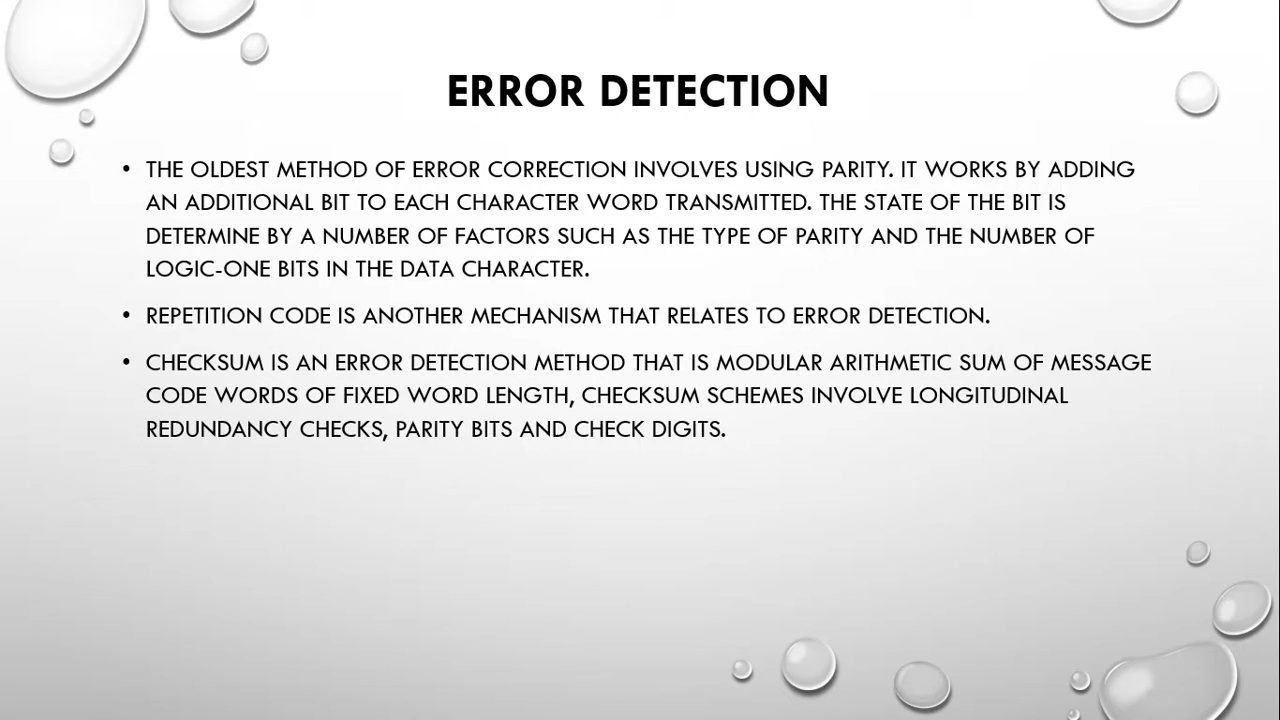 ERROR DETECTION
• THE OLDEST METHOD OF ERROR CORRECTION INVOLVES USING PARITY. IT WORKS BY ADDING
AN ADDITIONAL BIT TO EACH CHARACTER WORD TRANSMITTED. THE STATE OF THE BIT IS
DETERMINE BY A NUMBER OF FACTORS SUCH AS THE TYPE OF PARITY AND THE NUMBER OF
LOGIC-ONE BITS IN THE DATA CHARACTER.
• REPETITION CODE IS ANOTHER MECHANISM THAT RELATES TO ERROR DETECTION.
• CHECKSUM IS AN ERROR DETECTION METHOD THAT IS MODULAR ARITHMETIC SUM OF MESSAGE
CODE WORDS OF FIXED WORD LENGTH, CHECKSUM SCHEMES INVOLVE LONGITUDINAL
REDUNDANCY CHECKS, PARITY BITS AND CHECK DIGITS.